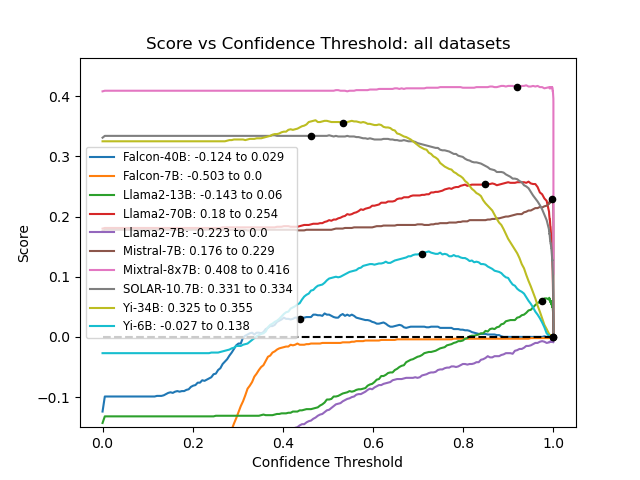 Score vs Confidence Threshold: all datasets
0.4
0.3
0.2
0.1
0.0
−0.1
Score
Falcon-40B: -0.124 to 0.029
Falcon-7B: -0.503 to 0.0
Llama2-13B: -0.143 to 0.06
Llama2-70B: 0.18 to 0.254
Llama2-7B: -0.223 to 0.0
Mistral-7B: 0.176 to 0.229
Mixtral-8x7B: 0.408 to 0.416
SOLAR-10.7B: 0.331 to 0.334
Yi-34B: 0.325 to 0.355
Yi-6B: -0.027 to 0.138
0.0 0.2 0.4 0.6 0.8 1.0
Confidence Threshold